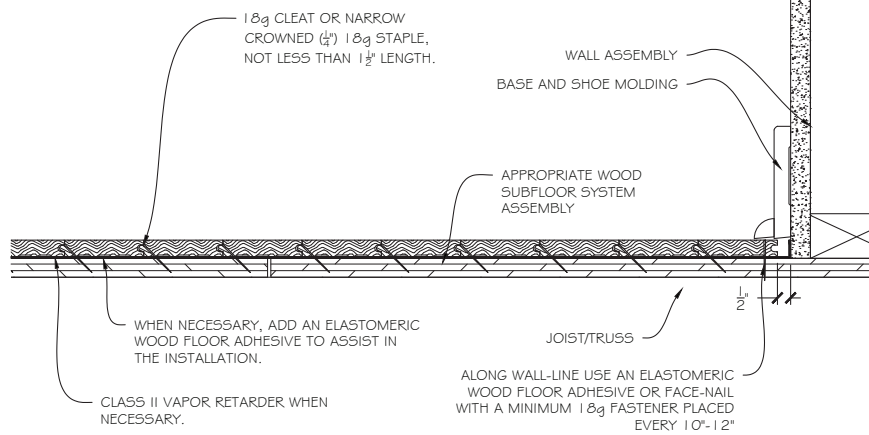 18g CLEAT OR NARROW
CROWNED (1/4") 18g STAPLE,
NOT LESS THAN 1 1/2" LENGTH.
WALL ASSEMBLY
BASE AND SHOE MOLDING
APPROPRIATE WOOD
SUBFLOOR SYSTEM
ASSEMBLY
1/2"
WHEN NECESSARY, ADD AN ELASTOMERIC
WOOD FLOOR ADHESIVE TO ASSIST IN
THE INSTALLATION.
JOIST/TRUSS
CLASS II VAPOR RETARDER WHEN
NECESSARY.
ALONG WALL-LINE USE AN ELASTOMERIC
WOOD FLOOR ADHESIVE OR FACE-NAIL
WITH A MINIMUM 18g FASTENER PLACED
EVERY 10"-12"